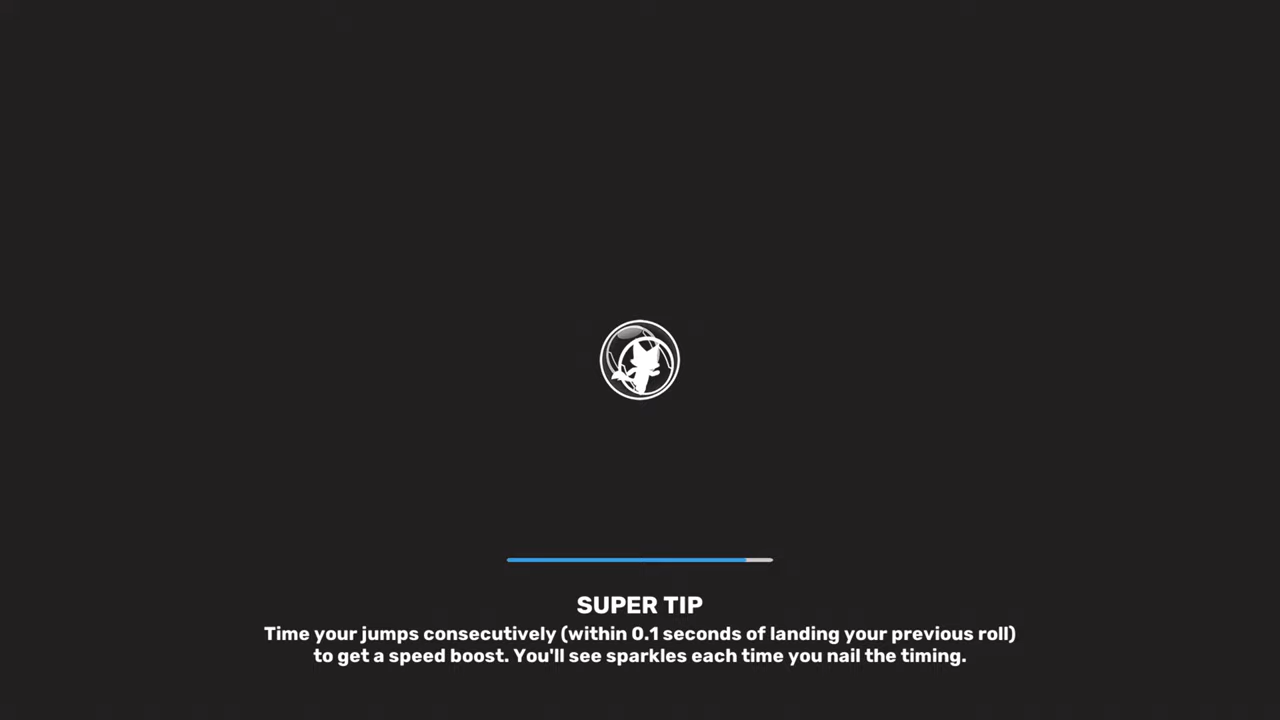 SUPER TIP
Time your jumps consecutively (within 0.1 seconds of landing your previous roll)
to get a speed boost. You'll see sparkles each time you nail the timing.